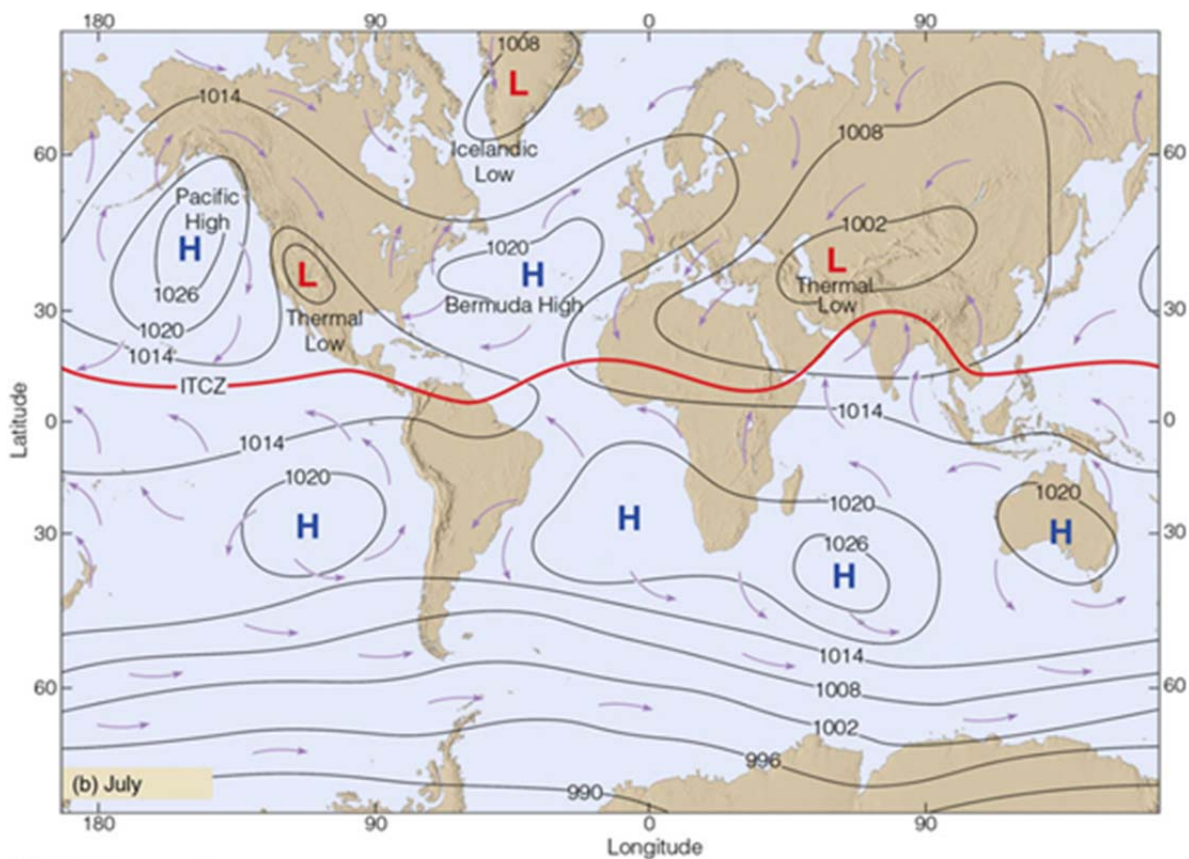 180 90 0 90
1008
L
1014
1008
60
Icelandic
Low
60
Pacific
High
1002
H
1020
H
L
L
Thermal
Low
1026
Bermuda High
30
30
Thermal
Low
1020
1014
ITCZ
1014
Latitude
0
0
1014
1020
1020
1020
H
H
H
30
30
1026
H
1014
1008
60
60
1002
996
(b) July
990
180 90 0 90
Longitude